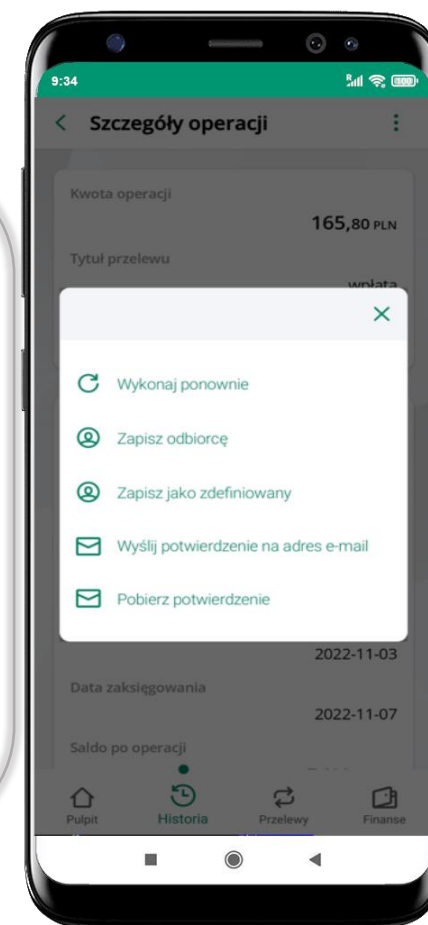 9:34
Szczegóły operacji
Kwota operacji
165,80 PLN
Tytuł przelewu
wpłata
Wykonaj ponownie
Zapisz odbiorcę
Zapisz jako zdefiniowany
Wyślij potwierdzenie na adres e-mail
Pobierz potwierdzenie
2022-11-03
Data zaksięgowania
2022-11-07
Saldo po operacji
Pulpit
Historia
Przelewy
Finanse